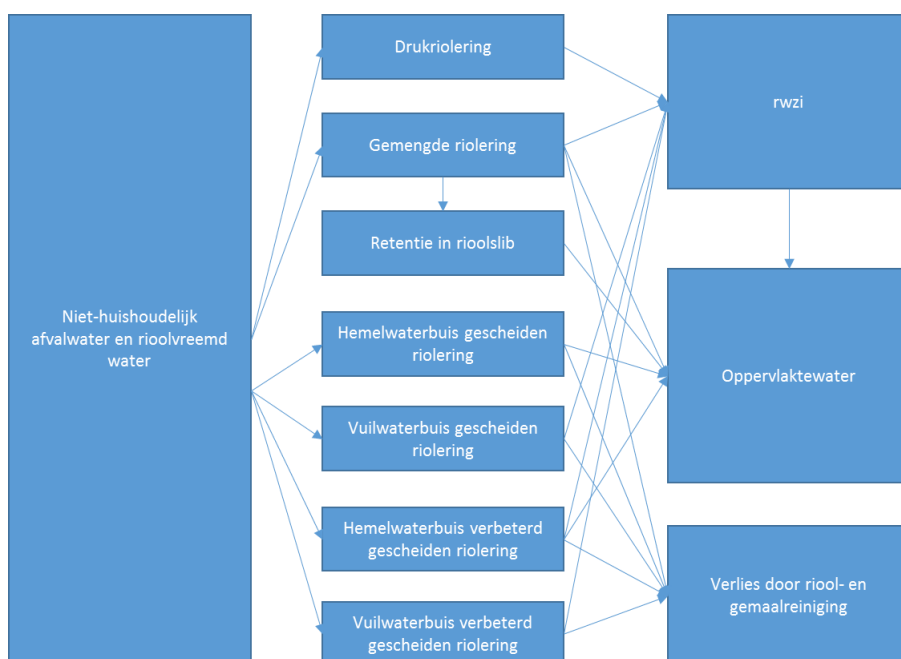 Niet-huishoudelijk
afvalwater en rioolvreemd
water
Drukriolering
Gemengde riolering
Retentie in rioolslib
Hemelwaterbuis gescheiden
riolering
Vuilwaterbuis gescheiden
riolering
Hemelwaterbuis verbeterd
gescheiden riolering
Vuilwaterbuis verbeterd
gescheiden riolering
rwzi
Oppervlaktewater
Verlies door riool- en
gemaalreiniging